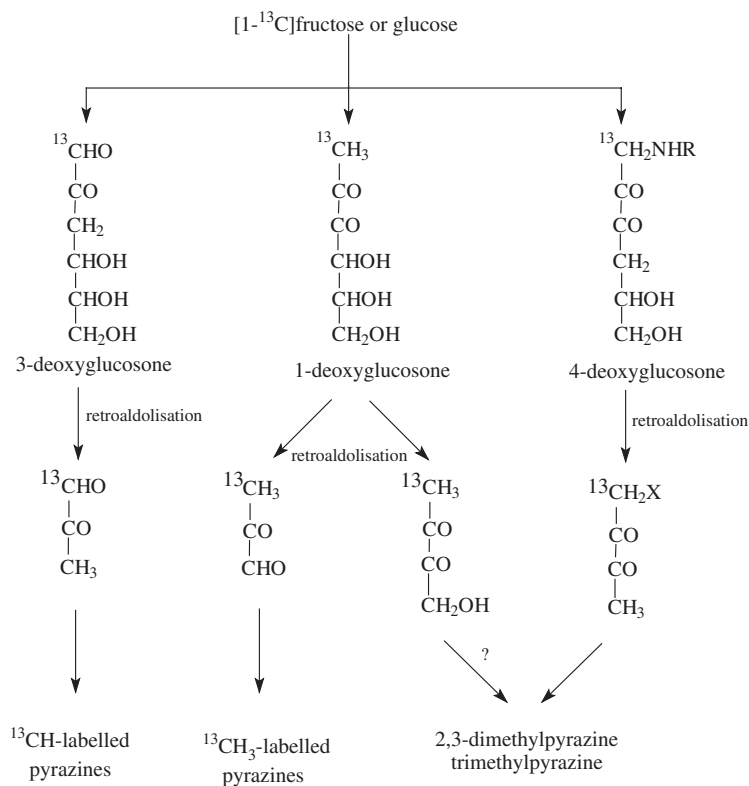 [1-¹³C]fructose or glucose
¹³CHO
CO
CH₂
CHOH
CHOH
CH₂OH
3-deoxyglucosone
¹³CH₃
CO
CO
CHOH
CHOH
CH₂OH
1-deoxyglucosone
¹³CH₂NHR
CO
CO
CH₂
CHOH
CH₂OH
4-deoxyglucosone
retroaldolisation
retroaldolisation
retroaldolisation
¹³CHO
CO
CH₃
¹³CH₃
CO
CHO
¹³CH₃
CO
CO
CH₂OH
¹³CH₂X
CO
CO
CH₃
?
¹³CH-labelled
pyrazines
¹³CH₃-labelled
pyrazines
2,3-dimethylpyrazine
trimethylpyrazine